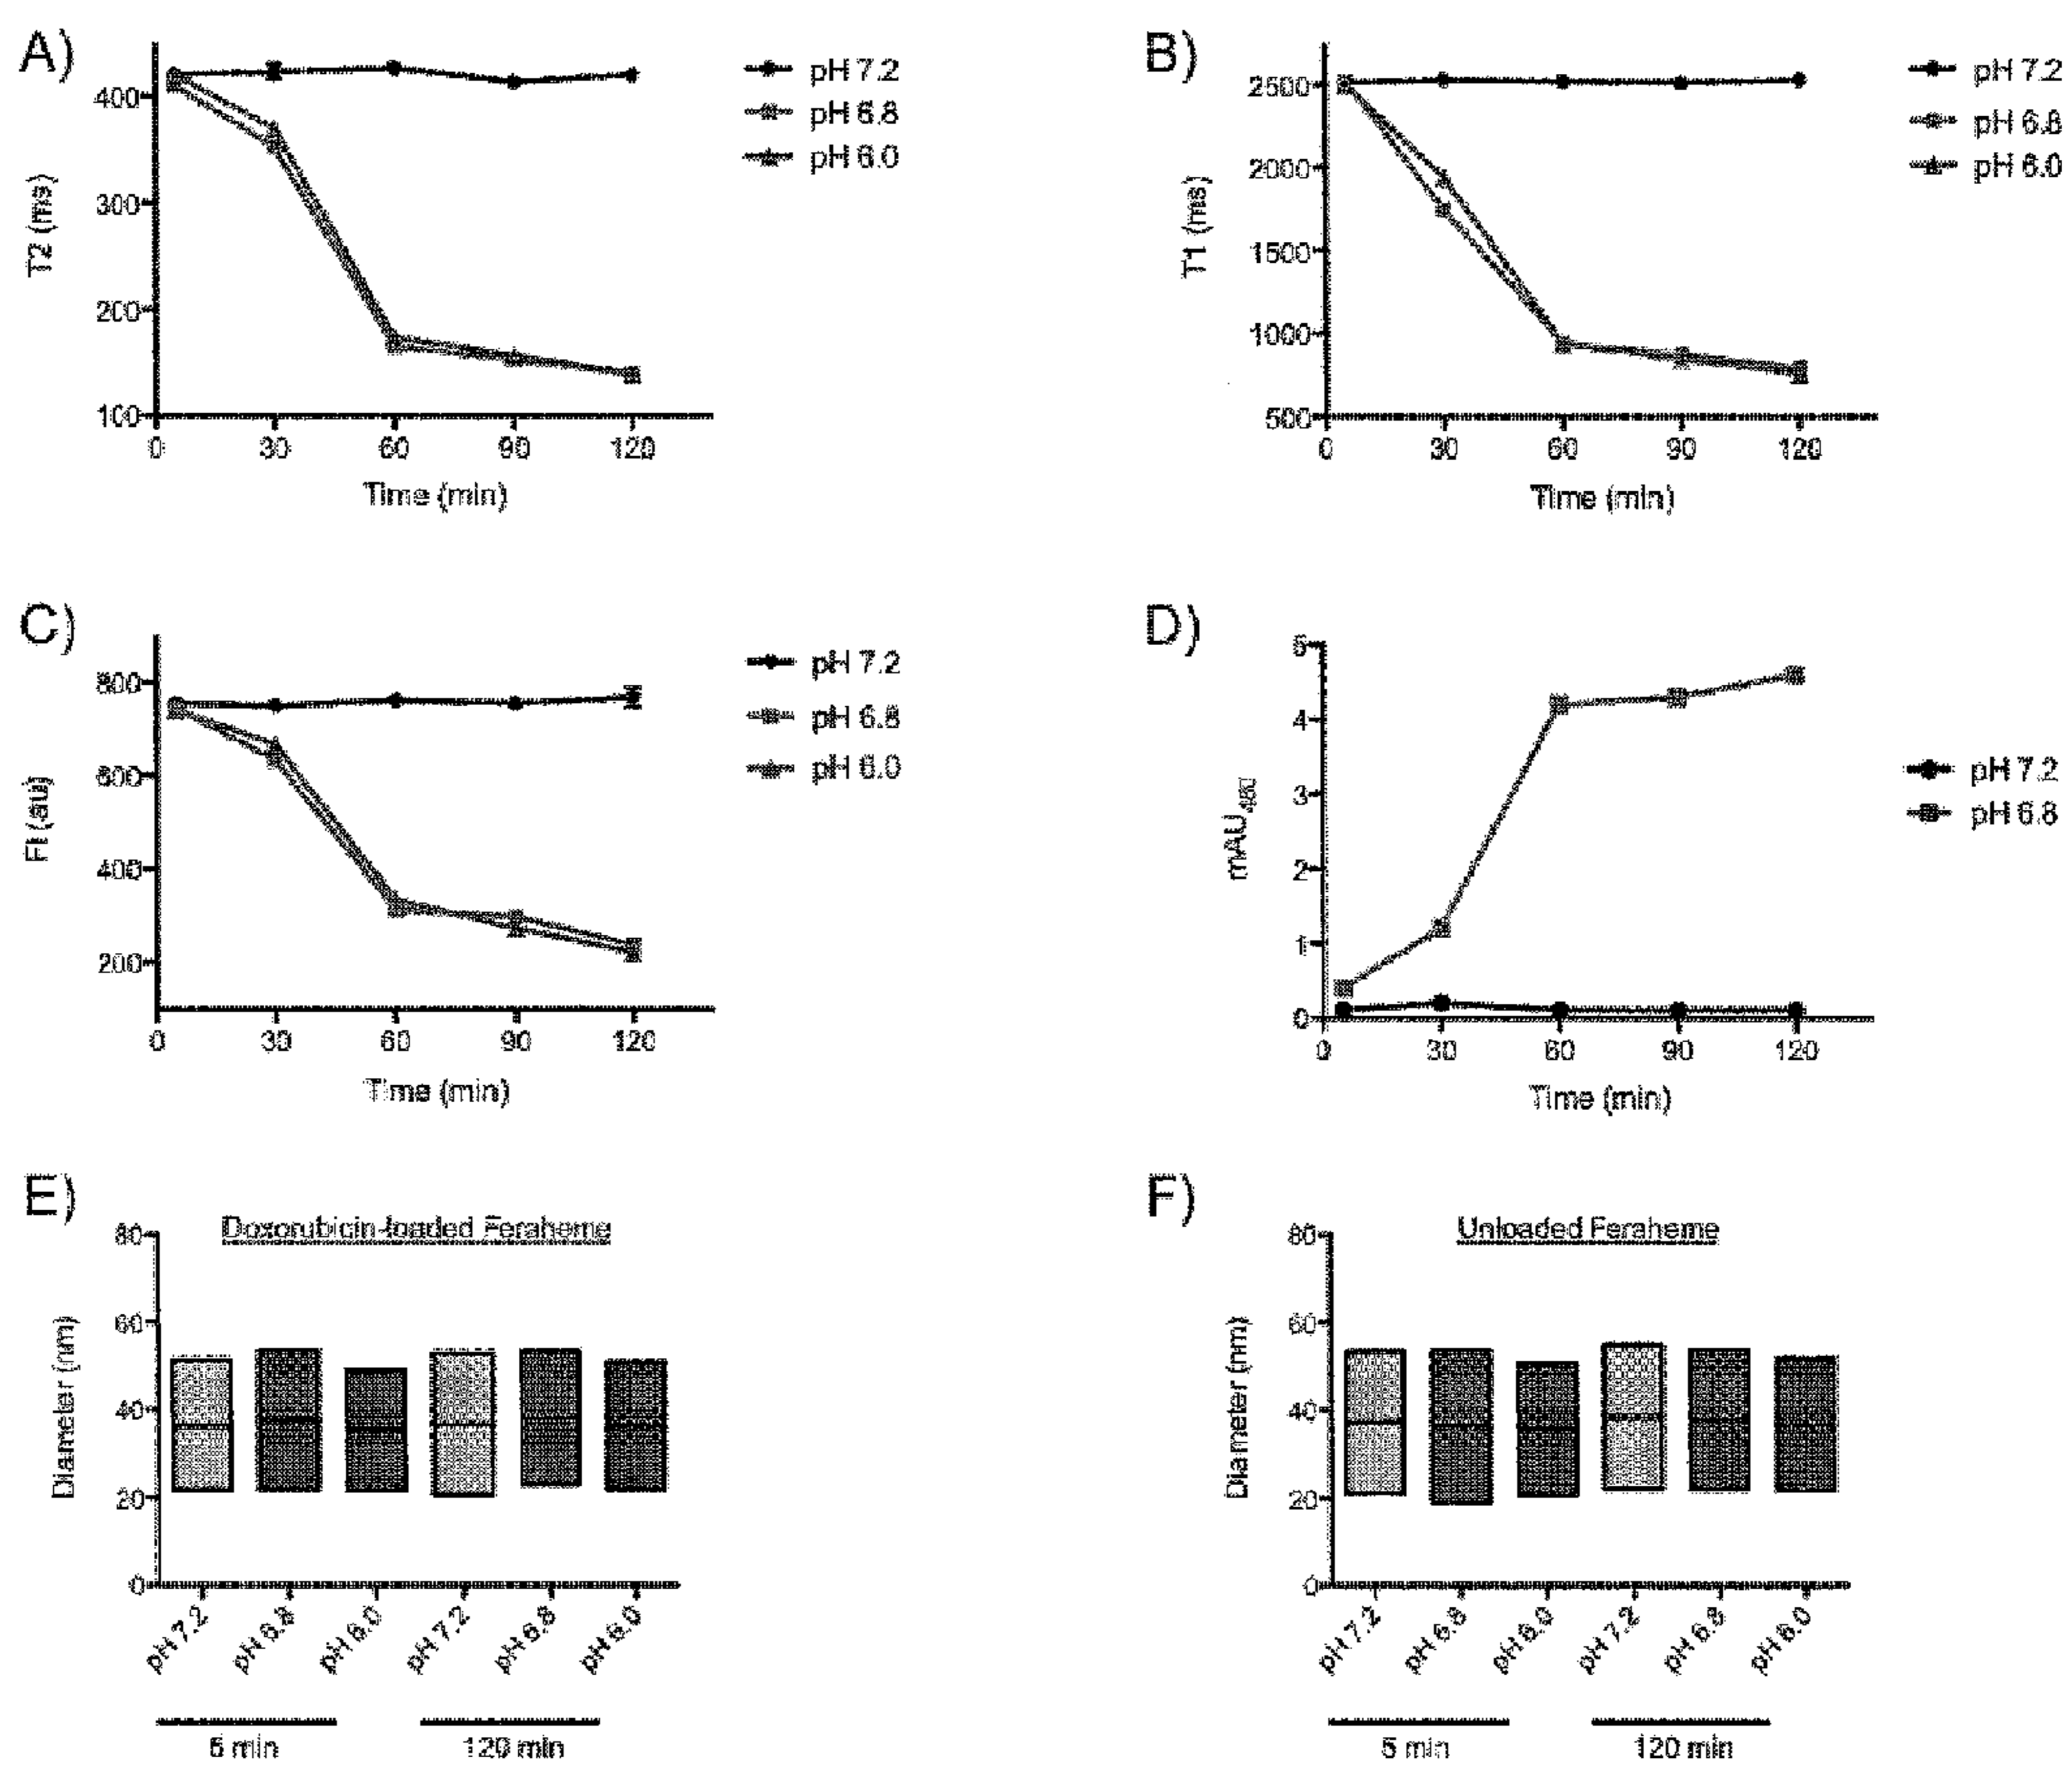 A)
pH 7.2
pH 6.8
pH 6.0
400
300
200
100
T2 (ms)
0 30 60 90 120
Time (min)
B)
pH 7.2
pH 6.8
pH 6.0
2500
2000
1500
1000
500
T1 (ms)
0 30 60 90 120
Time (min)
C)
pH 7.2
pH 6.8
pH 6.0
800
600
400
200
FI (au)
0 30 60 90 120
Time (min)
D)
pH 7.2
pH 6.8
5
4
3
2
1
0
mAU480
0 30 60 90 120
Time (min)
E)
Doxorubicin-loaded Feraheme
80
60
40
20
0
Diameter (nm)
pH 7.2 pH 6.8 pH 6.0 pH 7.2 pH 6.8 pH 6.0
5 min 120 min
F)
Unloaded Feraheme
80
60
40
20
0
Diameter (nm)
pH 7.2 pH 6.8 pH 6.0 pH 7.2 pH 6.8 pH 6.0
5 min 120 min